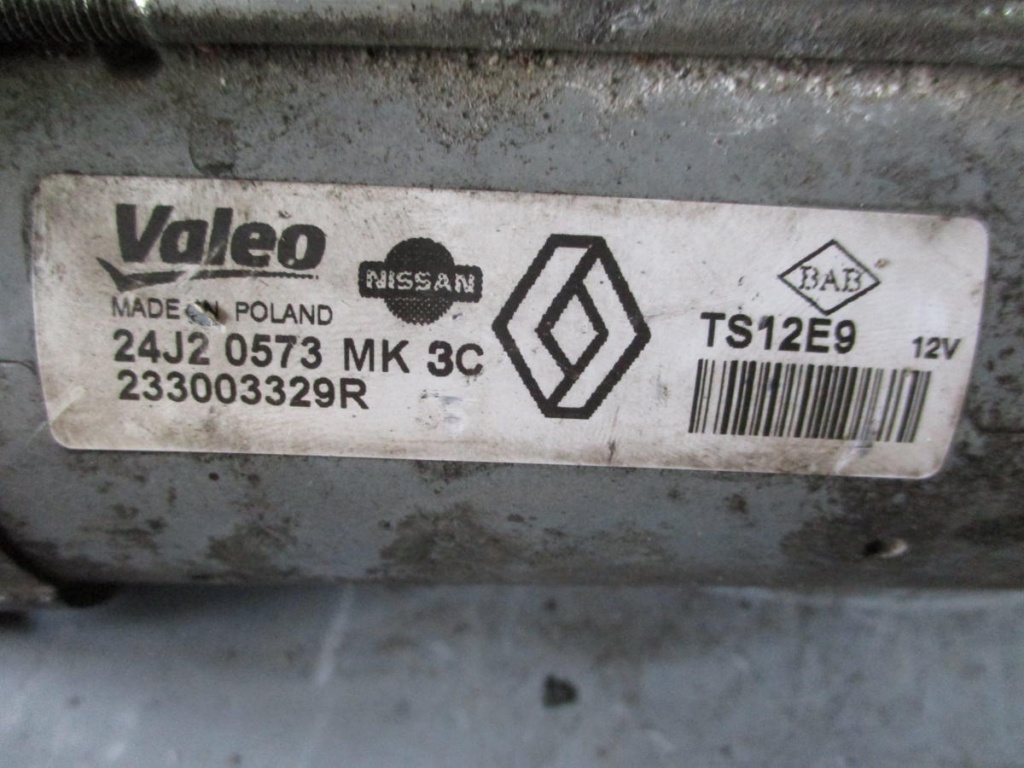 Valeo
NISSAN
BAB
MADE IN POLAND
24J2 0573 MK 3C
233003329R
TS12E9
12V